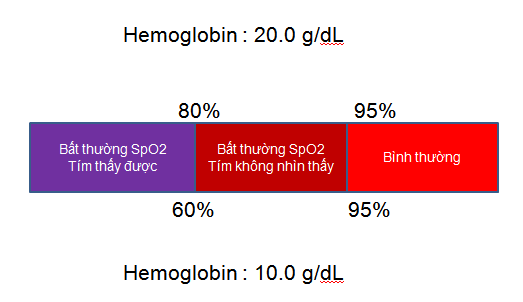 Hemoglobin : 20.0 g/dL
80%
95%
Bất thường SpO2
Tím thấy được
Bất thường SpO2
Tím không nhìn thấy
Bình thường
60%
95%
Hemoglobin : 10.0 g/dL